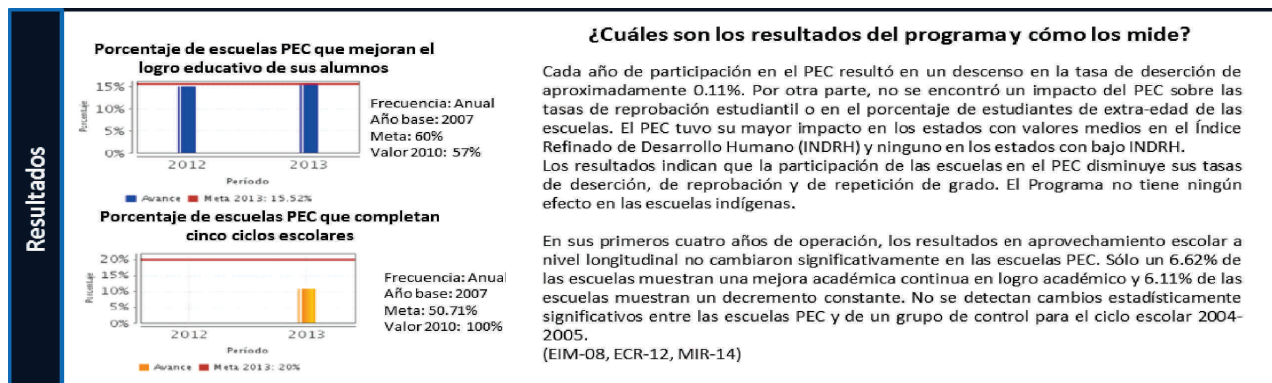 Resultados
Porcentaje de escuelas PEC que mejoran el
logro educativo de sus alumnos
Porcentaje
15%
10%
5%
0%
2012 2013
Período
Avance Meta 2013: 15.52%
Frecuencia: Anual
Año base: 2007
Meta: 60%
Valor 2010: 57%
Porcentaje de escuelas PEC que completan
cinco ciclos escolares
Porcentaje
20%
15%
10%
5%
0%
2012 2013
Período
Avance Meta 2013: 20%
Frecuencia: Anual
Año base: 2007
Meta: 50.71%
Valor 2010: 100%
¿Cuáles son los resultados del programa y cómo los mide?
Cada año de participación en el PEC resultó en un descenso en la tasa de deserción de
aproximadamente 0.11%. Por otra parte, no se encontró un impacto del PEC sobre las
tasas de reprobación estudiantil o en el porcentaje de estudiantes de extra-edad de las
escuelas. El PEC tuvo su mayor impacto en los estados con valores medios en el Índice
Refinado de Desarrollo Humano (INDRH) y ninguno en los estados con bajo INDRH.
Los resultados indican que la participación de las escuelas en el PEC disminuye sus tasas
de deserción, de reprobación y de repetición de grado. El Programa no tiene ningún
efecto en las escuelas indígenas.
En sus primeros cuatro años de operación, los resultados en aprovechamiento escolar a
nivel longitudinal no cambiaron significativamente en las escuelas PEC. Sólo un 6.62% de
las escuelas muestran una mejora académica continua en logro académico y 6.11% de las
escuelas muestran un decremento constante. No se detectan cambios estadísticamente
significativos entre las escuelas PEC y de un grupo de control para el ciclo escolar 2004-
2005.
(EIM-08, ECR-12, MIR-14)